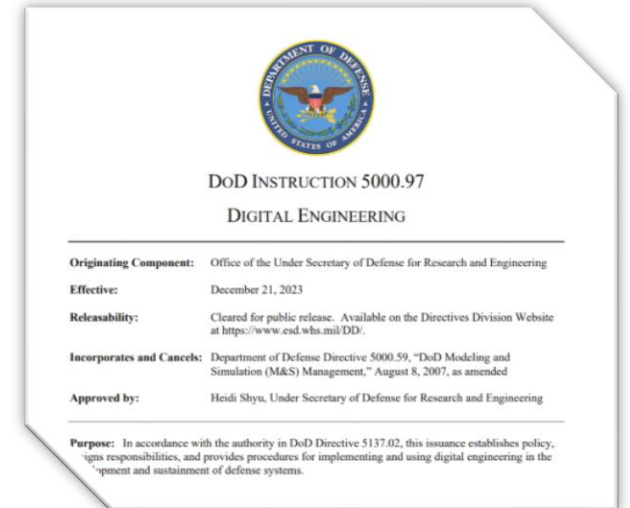 DEPARTMENT OF DEFENSE
UNITED STATES OF AMERICA
DOD INSTRUCTION 5000.97
DIGITAL ENGINEERING
Originating Component: Office of the Under Secretary of Defense for Research and Engineering
Effective: December 21, 2023
Releasability: Cleared for public release. Available on the Directives Division Website
at https://www.esd.whs.mil/DD/.
Incorporates and Cancels: Department of Defense Directive 5000.59, “DoD Modeling and
Simulation (M&S) Management,” August 8, 2007, as amended
Approved by: Heidi Shyu, Under Secretary of Defense for Research and Engineering
Purpose: In accordance with the authority in DoD Directive 5137.02, this issuance establishes policy,
igns responsibilities, and provides procedures for implementing and using digital engineering in the
opment and sustainment of defense systems.